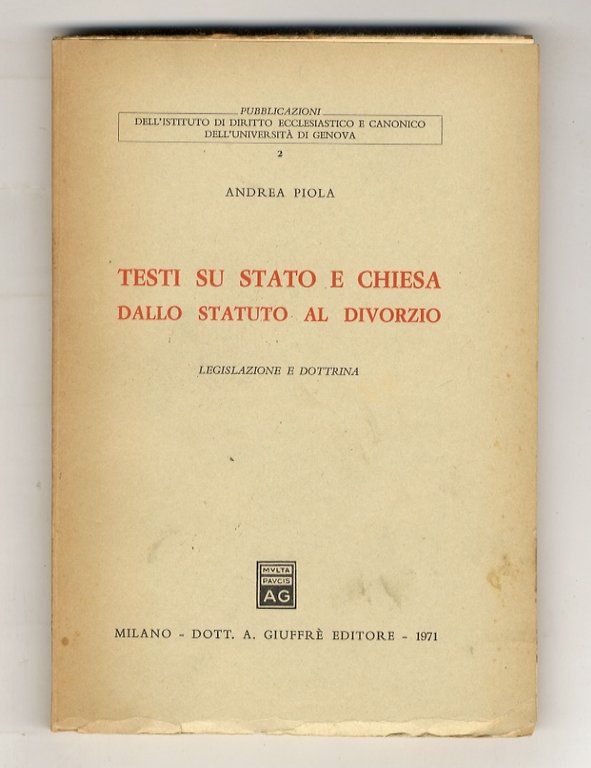 PUBBLICAZIONI
DELL'ISTITUTO DI DIRITTO ECCLESIASTICO E CANONICO
DELL'UNIVERSITÀ DI GENOVA
2
ANDREA PIOLA
TESTI SU STATO E CHIESA
DALLO STATUTO AL DIVORZIO
LEGISLAZIONE E DOTTRINA
MVLTA
PAVCIS
AG
MILANO - DOTT. A. GIUFFRÈ EDITORE - 1971